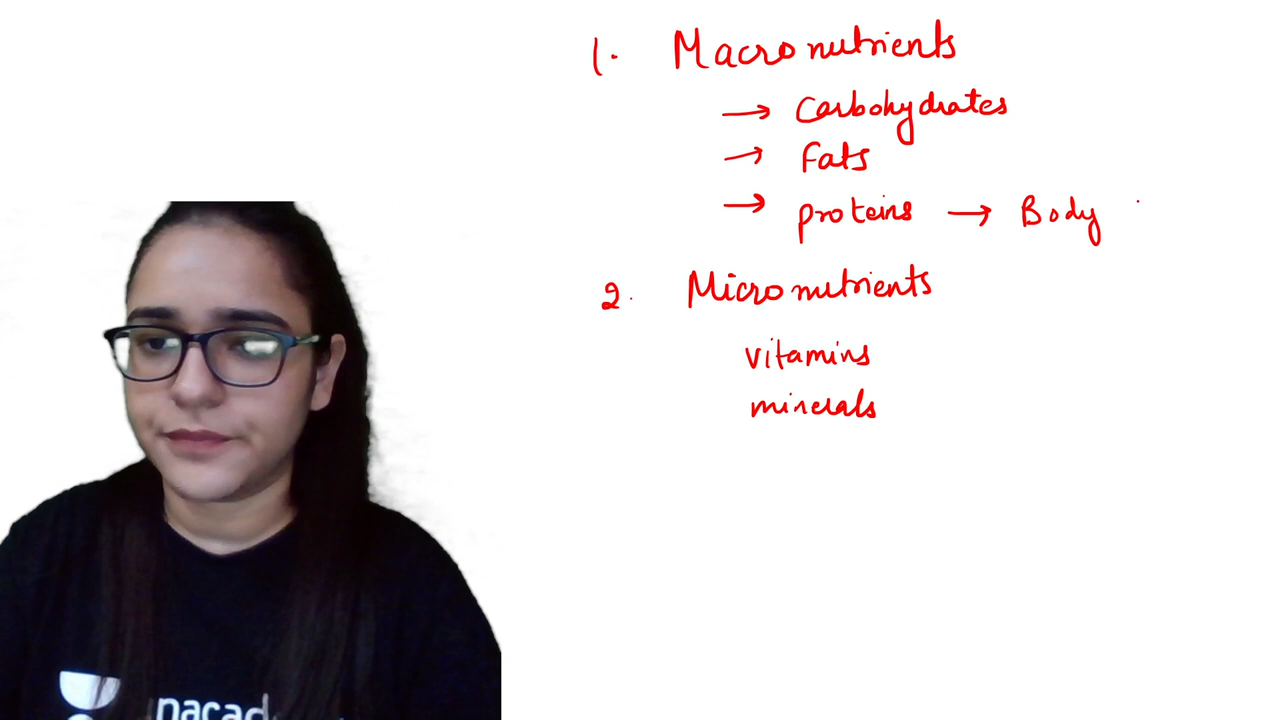 1. Macronutrients
→ Carbohydrates
→ Fats
→ proteins → Body
2. Micronutrients
vitamins
minerals